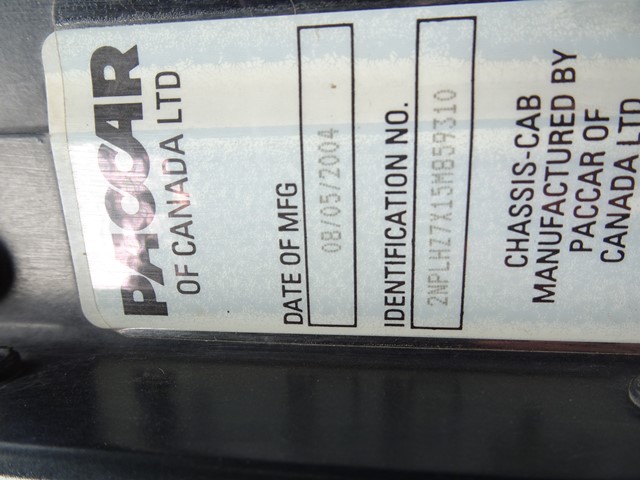 PACCAR
OF CANADA LTD
DATE OF MFG
08/05/2004
IDENTIFICATION NO.
2NPLHZ7X15M859310
CHASSIS-CAB
MANUFACTURED BY
PACCAR OF
CANADA LTD